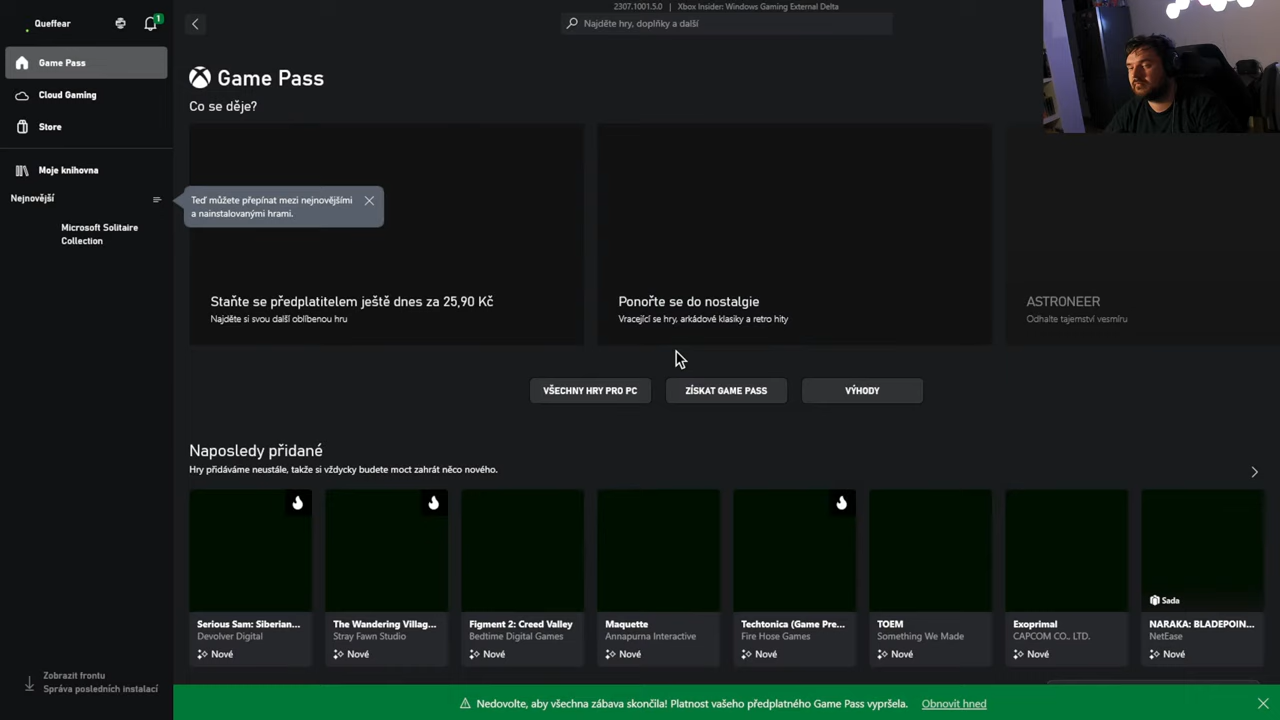 2307.1001.5.0 | Xbox Insider: Windows Gaming External Delta
Queffear
1
Najděte hry, doplňky a další
Game Pass
Cloud Gaming
Store
Moje knihovna
Nejnovější
Microsoft Solitaire
Collection
Teď můžete přepínat mezi nejnovějšími
a nainstalovanými hrami.
Game Pass
Co se děje?
Staňte se předplatitelem ještě dnes za 25,90 Kč
Najděte si svou další oblíbenou hru
Ponořte se do nostalgie
Vracející se hry, arkádové klasiky a retro hity
ASTRONEER
Odhalte tajemství vesmíru
VŠECHNY HRY PRO PC
ZÍSKAT GAME PASS
VÝHODY
Naposledy přidané
Hry přidáváme neustále, takže si vždycky budete moct zahrát něco nového.
Serious Sam: Siberian...
Devolver Digital
Nové
The Wandering Villag...
Stray Fawn Studio
Nové
Figment 2: Creed Valley
Bedtime Digital Games
Nové
Maquette
Annapurna Interactive
Nové
Techtonica (Game Pre...
Fire Hose Games
Nové
TOEM
Something We Made
Nové
Exoprimal
CAPCOM CO., LTD.
Nové
Sada
NARAKA: BLADEPOIN...
NetEase
Nové
Zobrazit frontu
Správa posledních instalací
Nedovolte, aby všechna zábava skončila! Platnost vašeho předplatného Game Pass vypršela.
Obnovit hned